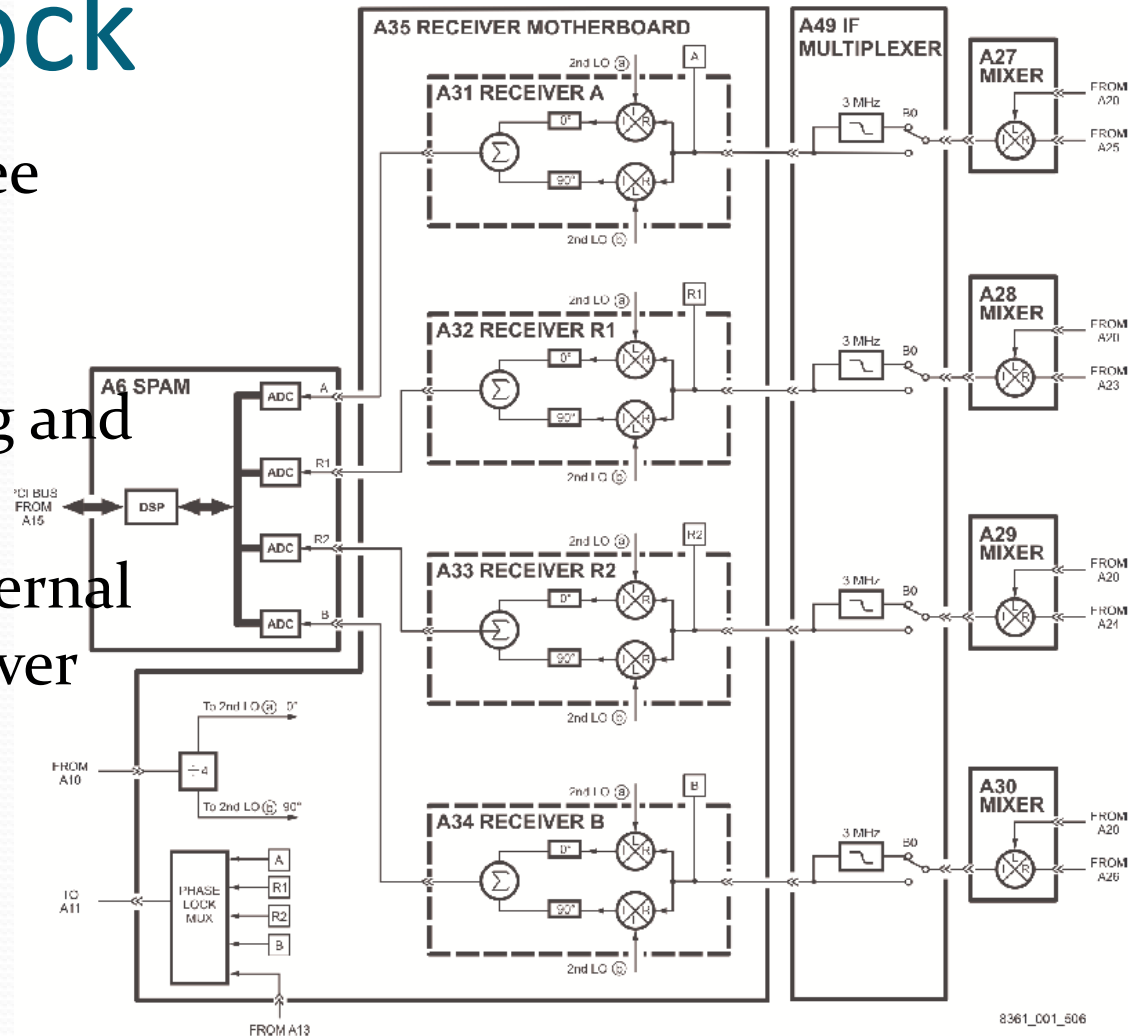 ock
ee
g and
ernal
ver
A35 RECEIVER MOTHERBOARD
A49 IF
MULTIPLEXER
A27
MIXER
FROM
A20
FROM
A25
2nd LO ⓐ
A
A31 RECEIVER A
0°
I
L
R
Σ
90°
I
L
R
2nd LO ⓑ
3 MHz
B0
I
L
R
A28
MIXER
FROM
A20
FROM
A23
2nd LO ⓐ
R1
A32 RECEIVER R1
0°
I
L
R
Σ
90°
I
L
R
2nd LO ⓑ
3 MHz
B0
I
L
R
A6 SPAM
ADC
A
ADC
R1
ADC
R2
ADC
B
DSP
PCI BUS
FROM
A15
A29
MIXER
FROM
A20
FROM
A24
2nd LO ⓐ
R2
A33 RECEIVER R2
0°
I
L
R
Σ
90°
I
L
R
2nd LO ⓑ
3 MHz
B0
I
L
R
To 2nd LO ⓐ 0°
FROM
A10
÷4
To 2nd LO ⓑ 90°
A30
MIXER
FROM
A20
FROM
A26
2nd LO ⓐ
B
A34 RECEIVER B
0°
I
L
R
Σ
90°
I
L
R
2nd LO ⓑ
3 MHz
B0
I
L
R
TO
A11
PHASE
LOCK
MUX
A
R1
R2
B
FROM A13
8361_001_506